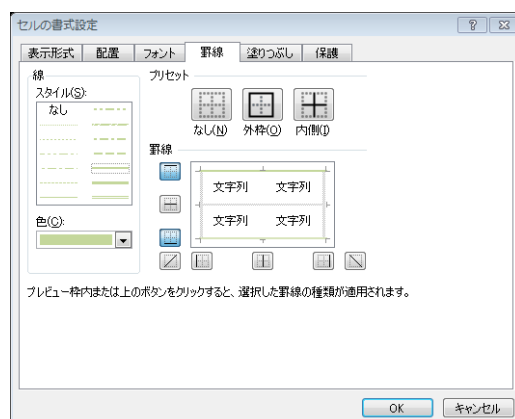 セルの書式設定
表示形式 配置 フォント 罫線 塗りつぶし 保護
線
スタイル(S):
なし
色(C):
プリセット
なし(N) 外枠(O) 内側(I)
罫線
文字列 文字列
文字列 文字列
プレビュー枠内または上のボタンをクリックすると、選択した罫線の種類が適用されます。
OK キャンセル